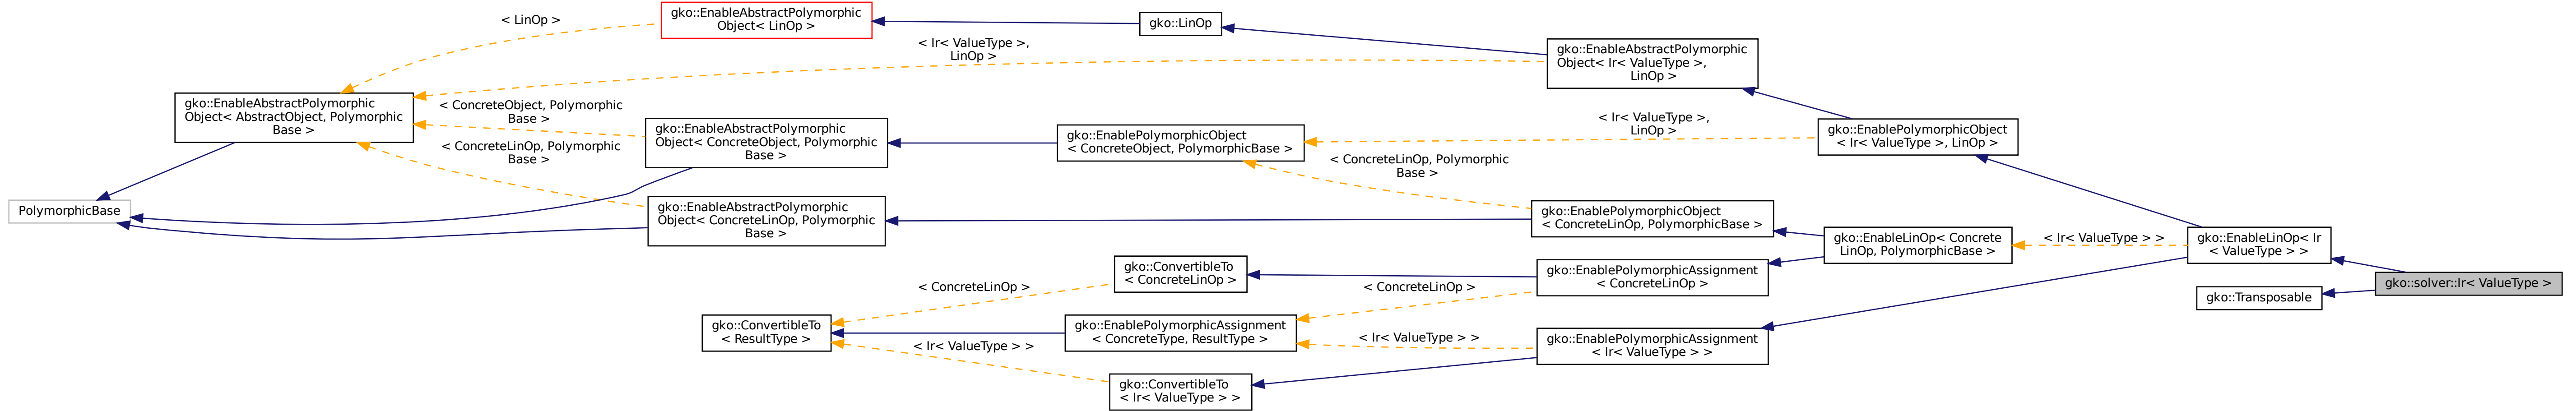 gko::EnableAbstractPolymorphic
Object< LinOp >
< LinOp >
gko::LinOp
< Ir< ValueType >,
LinOp >
gko::EnableAbstractPolymorphic
Object< Ir< ValueType >,
LinOp >
gko::EnableAbstractPolymorphic
Object< AbstractObject, Polymorphic
Base >
< ConcreteObject, Polymorphic
Base >
< ConcreteLinOp, Polymorphic
Base >
gko::EnableAbstractPolymorphic
Object< ConcreteObject, Polymorphic
Base >
gko::EnablePolymorphicObject
< ConcreteObject, PolymorphicBase >
< Ir< ValueType >,
LinOp >
gko::EnablePolymorphicObject
< Ir< ValueType >, LinOp >
< ConcreteLinOp, Polymorphic
Base >
PolymorphicBase
gko::EnableAbstractPolymorphic
Object< ConcreteLinOp, Polymorphic
Base >
gko::EnablePolymorphicObject
< ConcreteLinOp, PolymorphicBase >
gko::EnableLinOp< Concrete
LinOp, PolymorphicBase >
< Ir< ValueType > >
gko::EnableLinOp< Ir
< ValueType > >
gko::ConvertibleTo
< ConcreteLinOp >
gko::EnablePolymorphicAssignment
< ConcreteLinOp >
gko::solver::Ir< ValueType >
gko::Transposable
< ConcreteLinOp >
< ConcreteLinOp >
gko::ConvertibleTo
< ResultType >
gko::EnablePolymorphicAssignment
< ConcreteType, ResultType >
< Ir< ValueType > >
< Ir< ValueType > >
gko::EnablePolymorphicAssignment
< Ir< ValueType > >
gko::ConvertibleTo
< Ir< ValueType > >